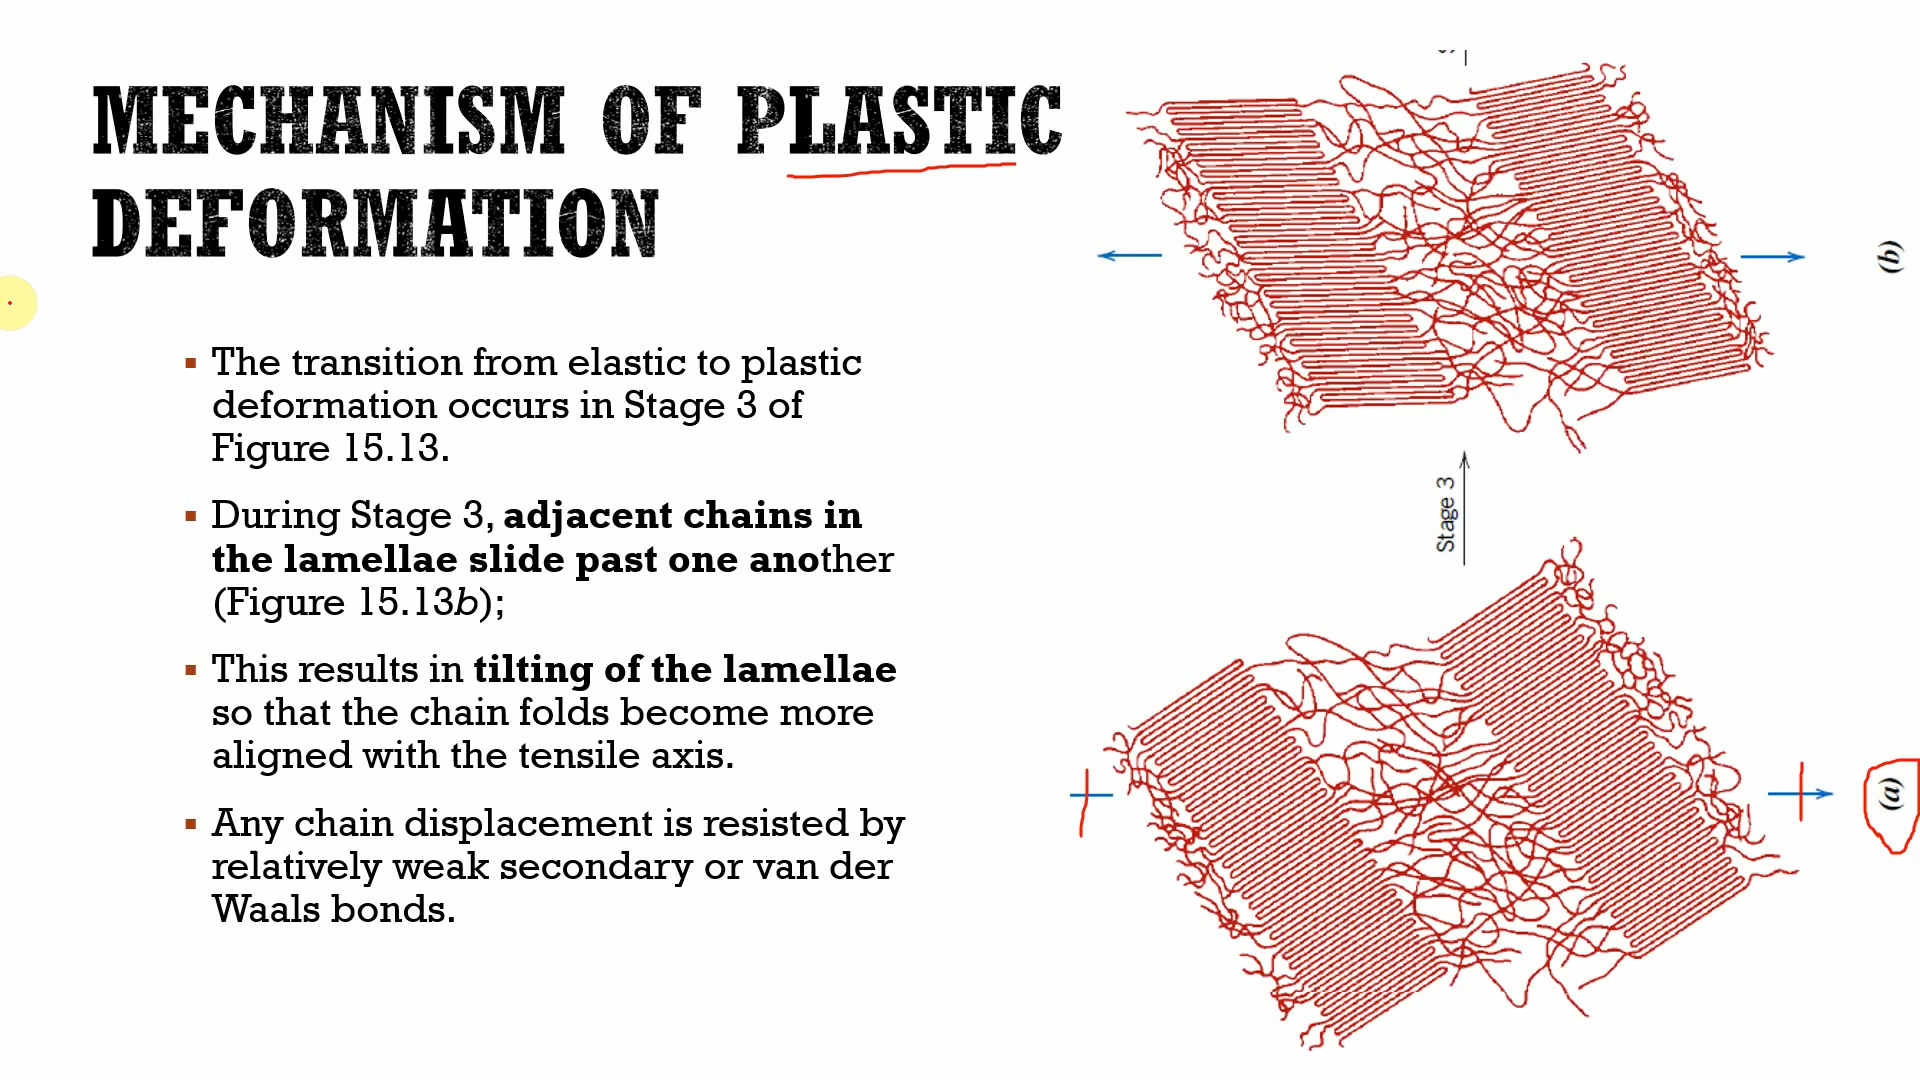 MECHANISM OF PLASTIC
DEFORMATION
▪ The transition from elastic to plastic
deformation occurs in Stage 3 of
Figure 15.13.
▪ During Stage 3, adjacent chains in
the lamellae slide past one another
(Figure 15.13b);
▪ This results in tilting of the lamellae
so that the chain folds become more
aligned with the tensile axis.
▪ Any chain displacement is resisted by
relatively weak secondary or van der
Waals bonds.
(b)
Stage 3
(a)